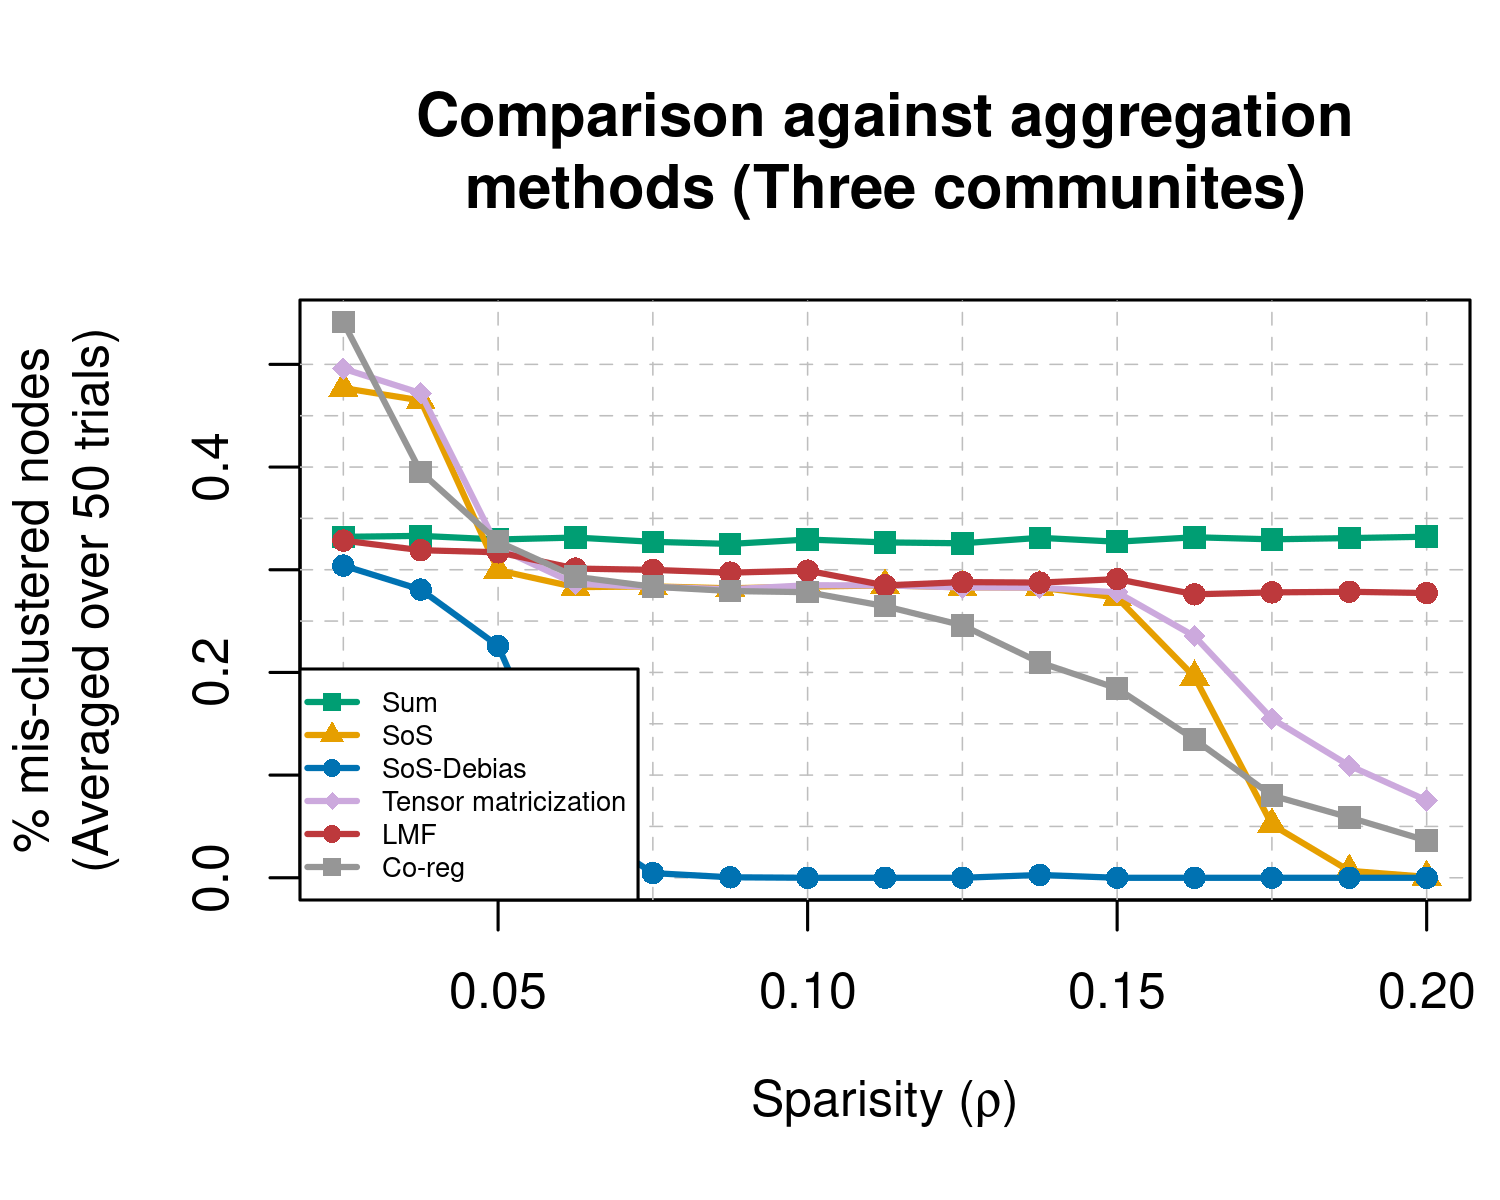 Comparison against aggregation
methods (Three communites)
% mis-clustered nodes
(Averaged over 50 trials)
0.4
0.2
0.0
Sum
SoS
SoS-Debias
Tensor matricization
LMF
Co-reg
0.05
0.10
0.15
0.20
Sparisity (ρ)